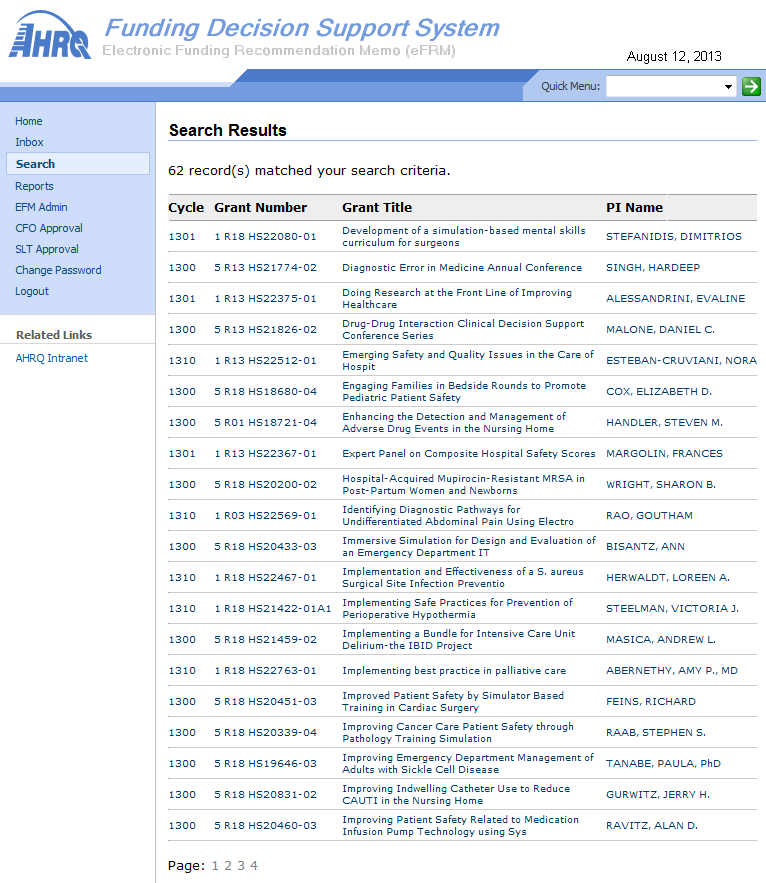 AHRQ
Funding Decision Support System
Electronic Funding Recommendation Memo (eFRM)
August 12, 2013
Quick Menu:
Home
Inbox
Search
Reports
EFM Admin
CFO Approval
SLT Approval
Change Password
Logout
Related Links
AHRQ Intranet
Search Results
62 record(s) matched your search criteria.
Cycle Grant Number Grant Title PI Name
1301 1 R18 HS22080-01 Development of a simulation-based mental skills
curriculum for surgeons STEFANIDIS, DIMITRIOS
1300 5 R13 HS21774-02 Diagnostic Error in Medicine Annual Conference SINGH, HARDEEP
1301 1 R13 HS22375-01 Doing Research at the Front Line of Improving
Healthcare ALESSANDRINI, EVALINE
1300 5 R13 HS21826-02 Drug-Drug Interaction Clinical Decision Support
Conference Series MALONE, DANIEL C.
1310 1 R13 HS22512-01 Emerging Safety and Quality Issues in the Care of
Hospit ESTEBAN-CRUVIANI, NORA
1300 5 R18 HS18680-04 Engaging Families in Bedside Rounds to Promote
Pediatric Patient Safety COX, ELIZABETH D.
1300 5 R01 HS18721-04 Enhancing the Detection and Management of
Adverse Drug Events in the Nursing Home HANDLER, STEVEN M.
1301 1 R13 HS22367-01 Expert Panel on Composite Hospital Safety Scores MARGOLIN, FRANCES
1300 5 R18 HS20200-02 Hospital-Acquired Mupirocin-Resistant MRSA in
Post-Partum Women and Newborns WRIGHT, SHARON B.
1310 1 R03 HS22569-01 Identifying Diagnostic Pathways for
Undifferentiated Abdominal Pain Using Electro RAO, GOUTHAM
1300 5 R18 HS20433-03 Immersive Simulation for Design and Evaluation of
an Emergency Department IT BISANTZ, ANN
1310 1 R18 HS22467-01 Implementation and Effectiveness of a S. aureus
Surgical Site Infection Preventio HERWALDT, LOREEN A.
1310 1 R18 HS21422-01A1 Implementing Safe Practices for Prevention of
Perioperative Hypothermia STEELMAN, VICTORIA J.
1300 5 R18 HS21459-02 Implementing a Bundle for Intensive Care Unit
Delirium-the IBID Project MASICA, ANDREW L.
1310 1 R18 HS22763-01 Implementing best practice in palliative care ABERNETHY, AMY P., MD
1300 5 R18 HS20451-03 Improved Patient Safety by Simulator Based
Training in Cardiac Surgery FEINS, RICHARD
1300 5 R18 HS20339-04 Improving Cancer Care Patient Safety through
Pathology Training Simulation RAAB, STEPHEN S.
1300 5 R18 HS19646-03 Improving Emergency Department Management of
Adults with Sickle Cell Disease TANABE, PAULA, PhD
1300 5 R18 HS20831-02 Improving Indwelling Catheter Use to Reduce
CAUTI in the Nursing Home GURWITZ, JERRY H.
1300 5 R18 HS20460-03 Improving Patient Safety Related to Medication
Infusion Pump Technology using Sys RAVITZ, ALAN D.
Page: 1 2 3 4